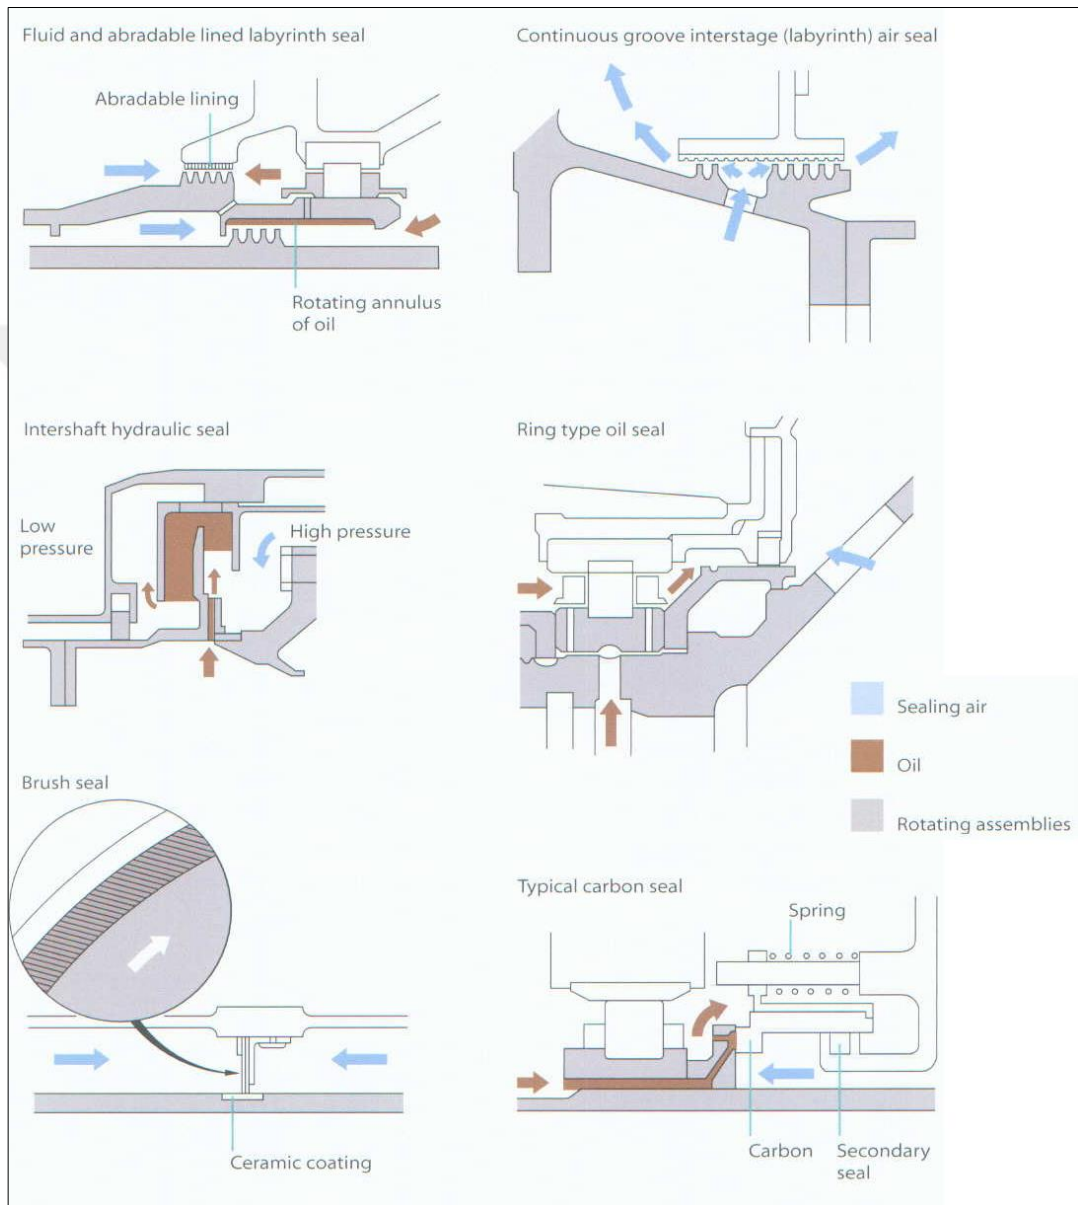 Fluid and abradable lined labyrinth seal
Abradable lining
Rotating annulus
of oil
Continuous groove interstage (labyrinth) air seal
Intershaft hydraulic seal
Low
pressure
High pressure
Ring type oil seal
Sealing air
Oil
Rotating assemblies
Brush seal
Ceramic coating
Typical carbon seal
Spring
Carbon
Secondary
seal